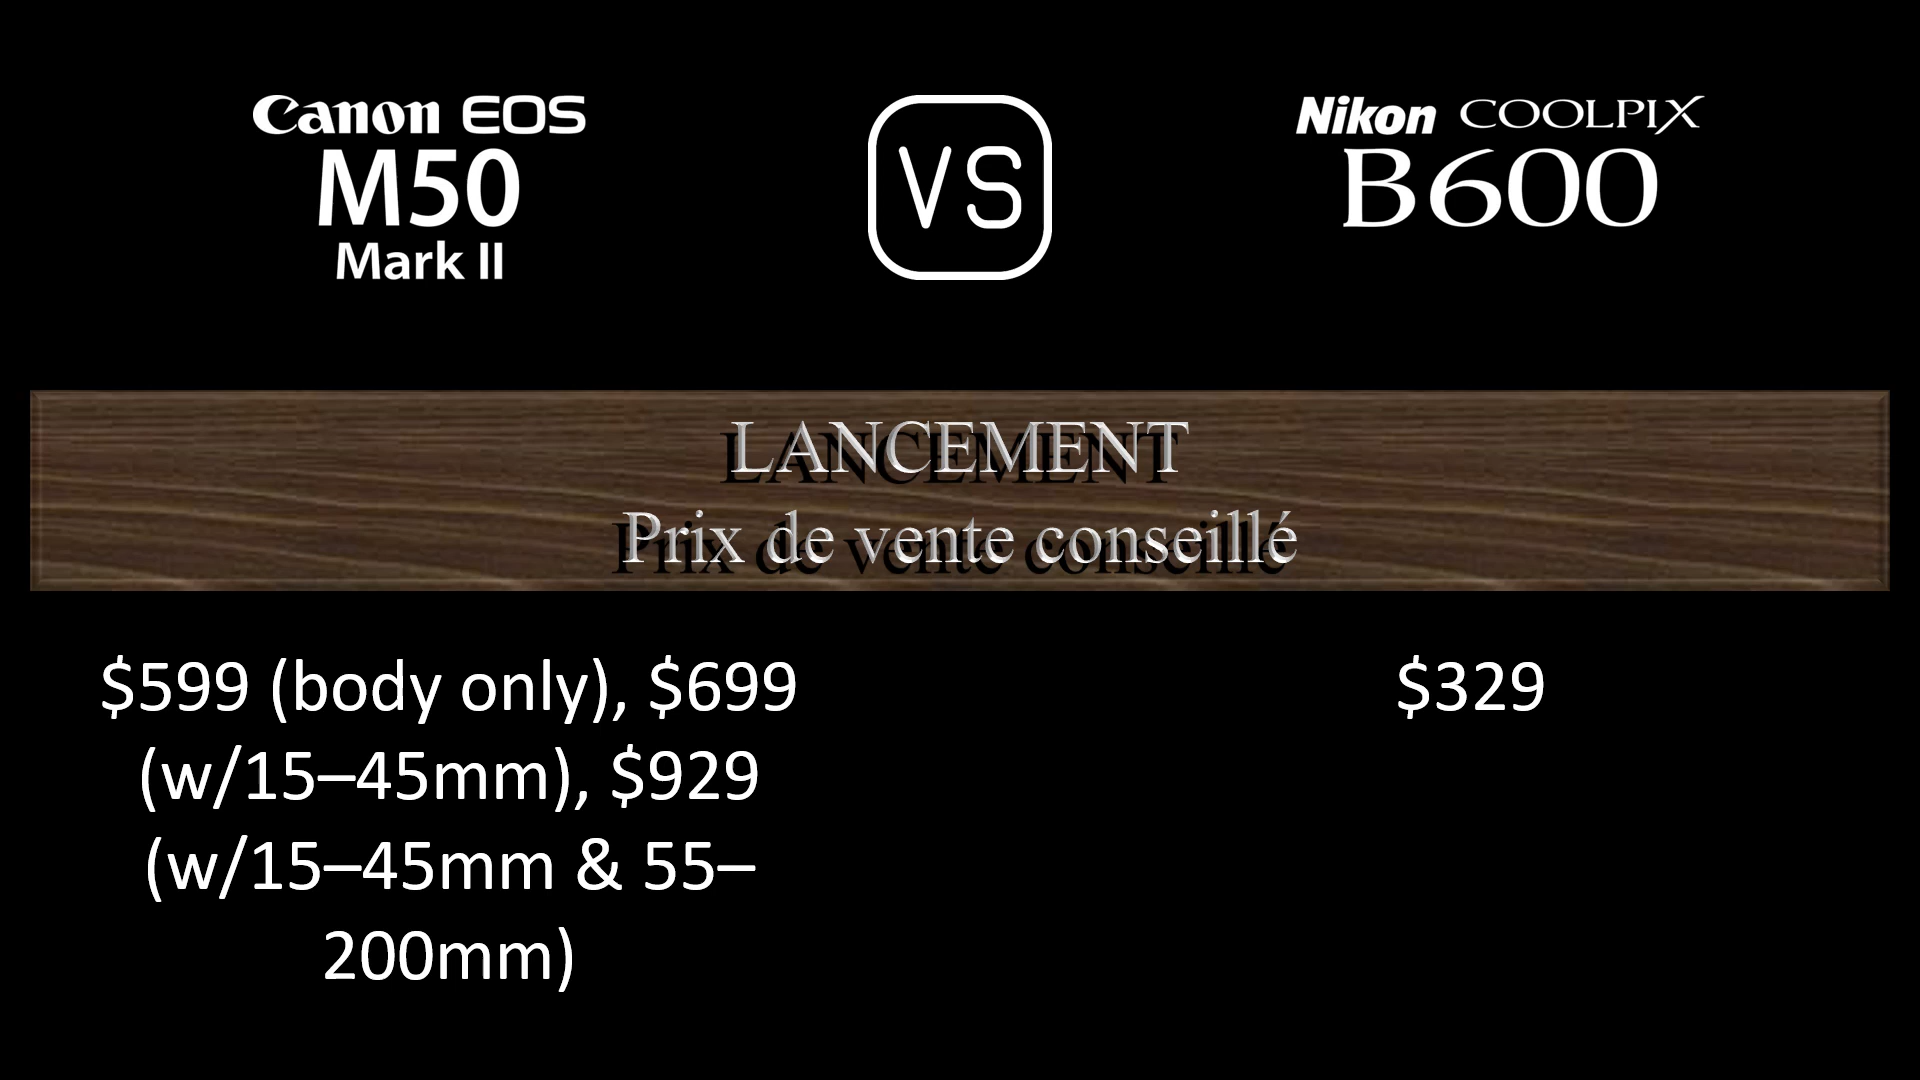 Canon EOS
M50
Mark II
VS
Nikon COOLPIX
B600
LANCEMENT
Prix de vente conseillé
$599 (body only), $699
(w/15–45mm), $929
(w/15–45mm & 55–
200mm)
$329